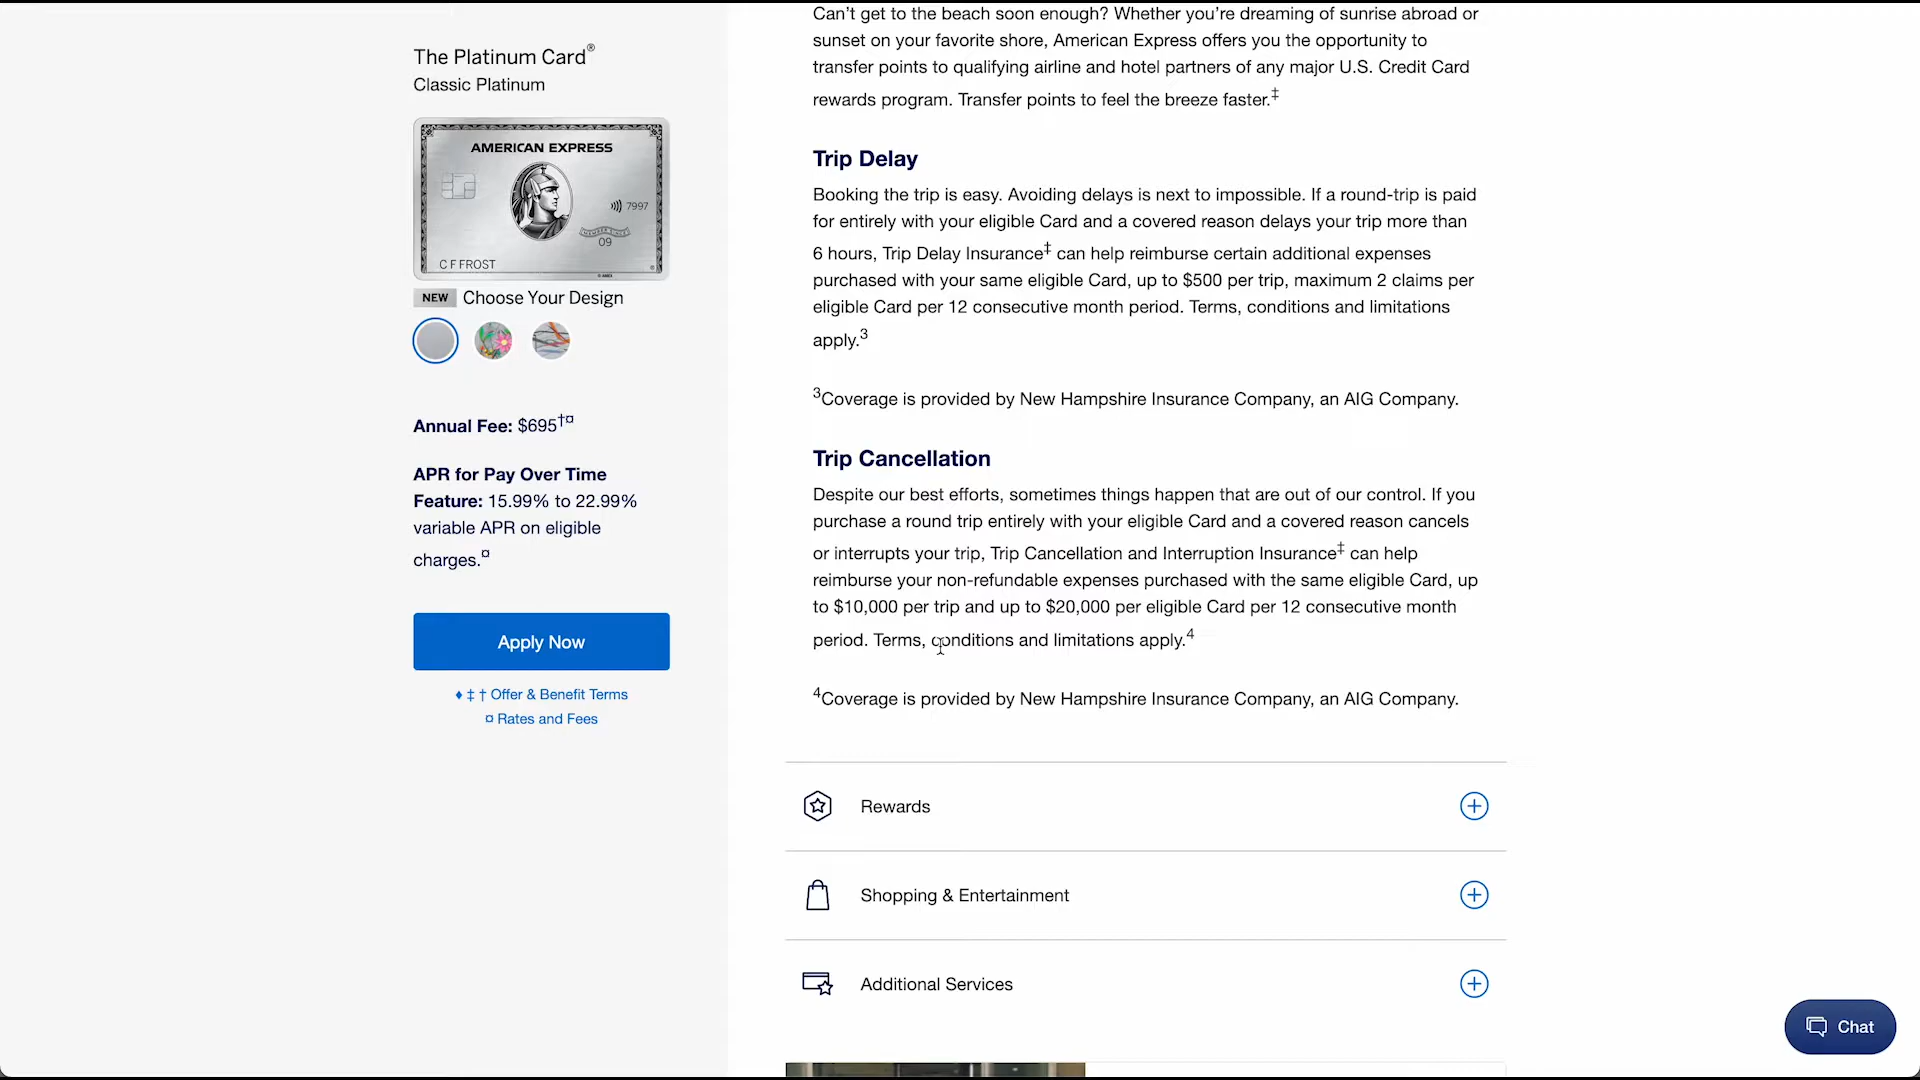 The Platinum Card®
Classic Platinum
AMERICAN EXPRESS
7997
MEMBER SINCE
09
C F FROST
© AMEX
®
NEW Choose Your Design
Annual Fee: $695†¤
APR for Pay Over Time
Feature: 15.99% to 22.99%
variable APR on eligible
charges.¤
Apply Now
♦ ‡ † Offer & Benefit Terms
¤ Rates and Fees
Can’t get to the beach soon enough? Whether you’re dreaming of sunrise abroad or
sunset on your favorite shore, American Express offers you the opportunity to
transfer points to qualifying airline and hotel partners of any major U.S. Credit Card
rewards program. Transfer points to feel the breeze faster.‡
Trip Delay
Booking the trip is easy. Avoiding delays is next to impossible. If a round-trip is paid
for entirely with your eligible Card and a covered reason delays your trip more than
6 hours, Trip Delay Insurance‡ can help reimburse certain additional expenses
purchased with your same eligible Card, up to $500 per trip, maximum 2 claims per
eligible Card per 12 consecutive month period. Terms, conditions and limitations
apply.3
3Coverage is provided by New Hampshire Insurance Company, an AIG Company.
Trip Cancellation
Despite our best efforts, sometimes things happen that are out of our control. If you
purchase a round trip entirely with your eligible Card and a covered reason cancels
or interrupts your trip, Trip Cancellation and Interruption Insurance‡ can help
reimburse your non-refundable expenses purchased with the same eligible Card, up
to $10,000 per trip and up to $20,000 per eligible Card per 12 consecutive month
period. Terms, conditions and limitations apply.4
4Coverage is provided by New Hampshire Insurance Company, an AIG Company.
Rewards
Shopping & Entertainment
Additional Services
Chat